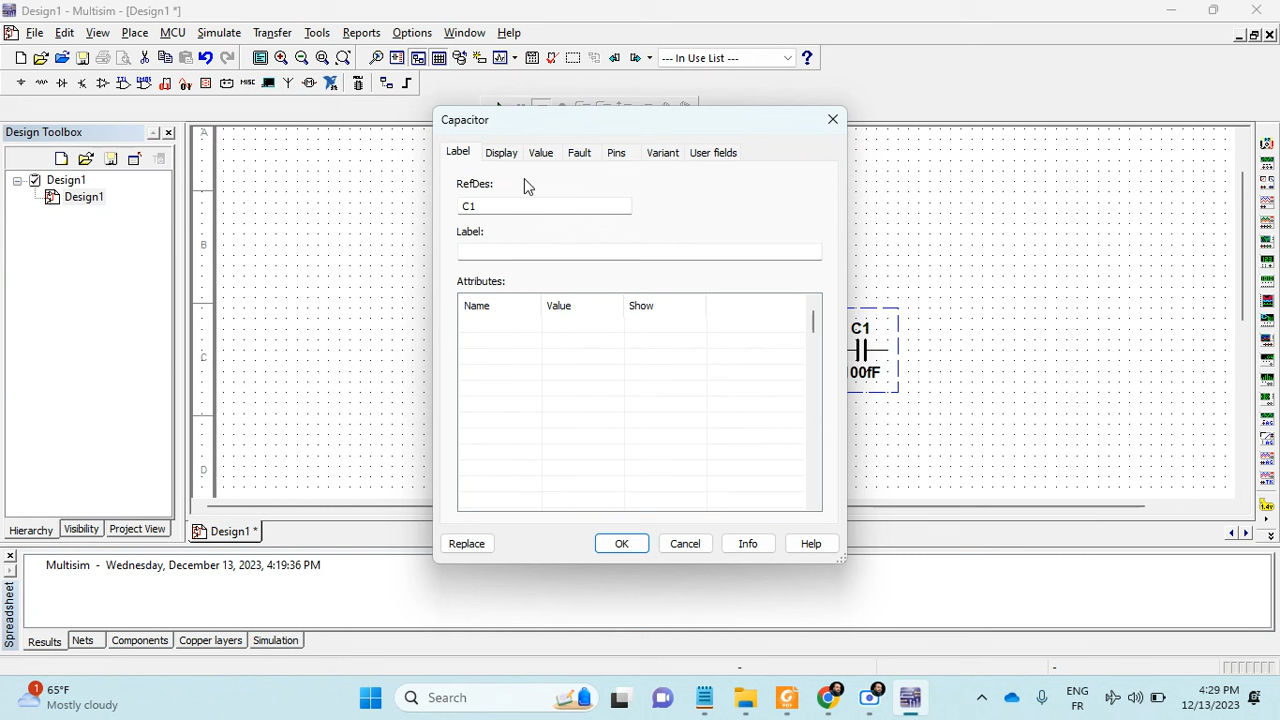 Design1 - Multisim - [Design1 *]
File Edit View Place MCU Simulate Transfer Tools Reports Options Window Help
--- In Use List ---
MISC
Design Toolbox
Design1
Design1
Hierarchy Visibility Project View
A
B
C
D
Capacitor
Label Display Value Fault Pins Variant User fields
RefDes:
C1
Label:
Attributes:
Name Value Show
Replace OK Cancel Info Help
C1
00fF
1.4v
Design1 *
Spreadsheet
Multisim - Wednesday, December 13, 2023, 4:19:36 PM
Results Nets Components Copper layers Simulation
- -
1
65°F
Mostly cloudy
Search
ENG
FR
4:29 PM
12/13/2023